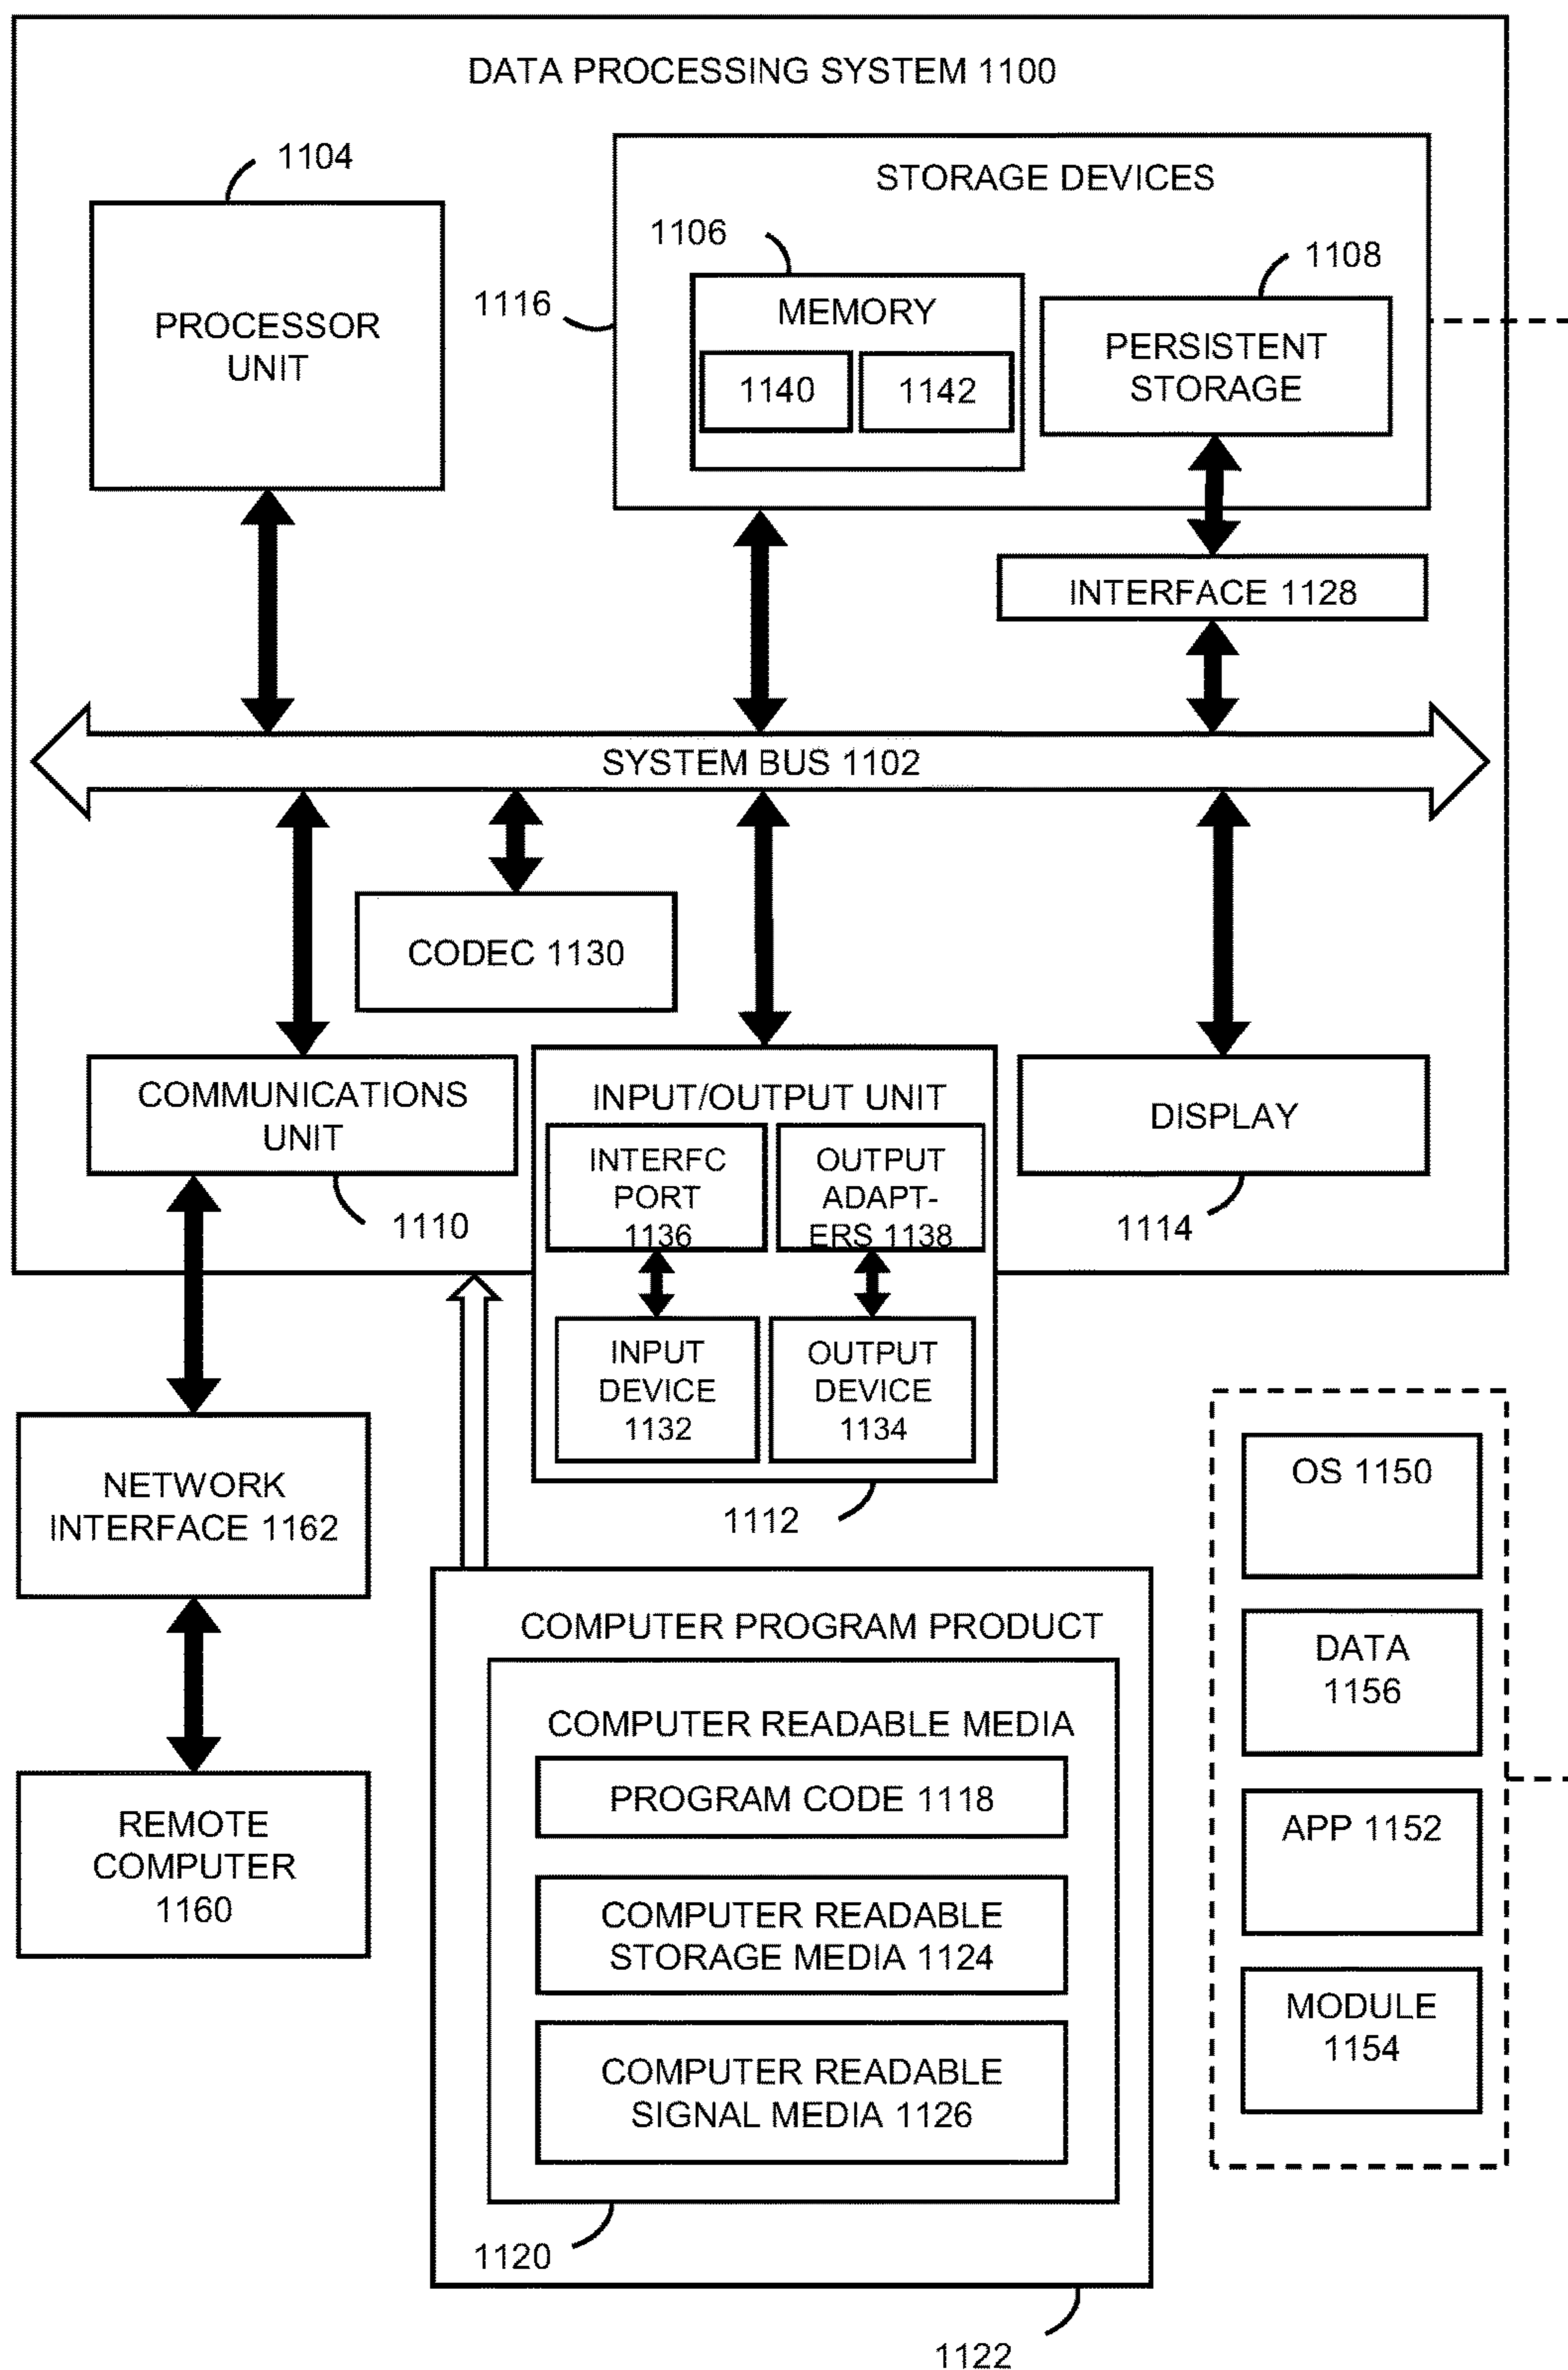 DATA PROCESSING SYSTEM 1100
1104
STORAGE DEVICES
1106
1108
1116
MEMORY
PROCESSOR
UNIT
PERSISTENT
STORAGE
1140
1142
INTERFACE 1128
SYSTEM BUS 1102
CODEC 1130
COMMUNICATIONS
UNIT
INPUT/OUTPUT UNIT
DISPLAY
INTERFC
PORT
1136
OUTPUT
ADAPT-
ERS 1138
1110
1114
INPUT
DEVICE
1132
OUTPUT
DEVICE
1134
NETWORK
INTERFACE 1162
1112
OS 1150
COMPUTER PROGRAM PRODUCT
DATA
1156
COMPUTER READABLE MEDIA
PROGRAM CODE 1118
APP 1152
REMOTE
COMPUTER
1160
COMPUTER READABLE
STORAGE MEDIA 1124
MODULE
1154
COMPUTER READABLE
SIGNAL MEDIA 1126
1120
1122